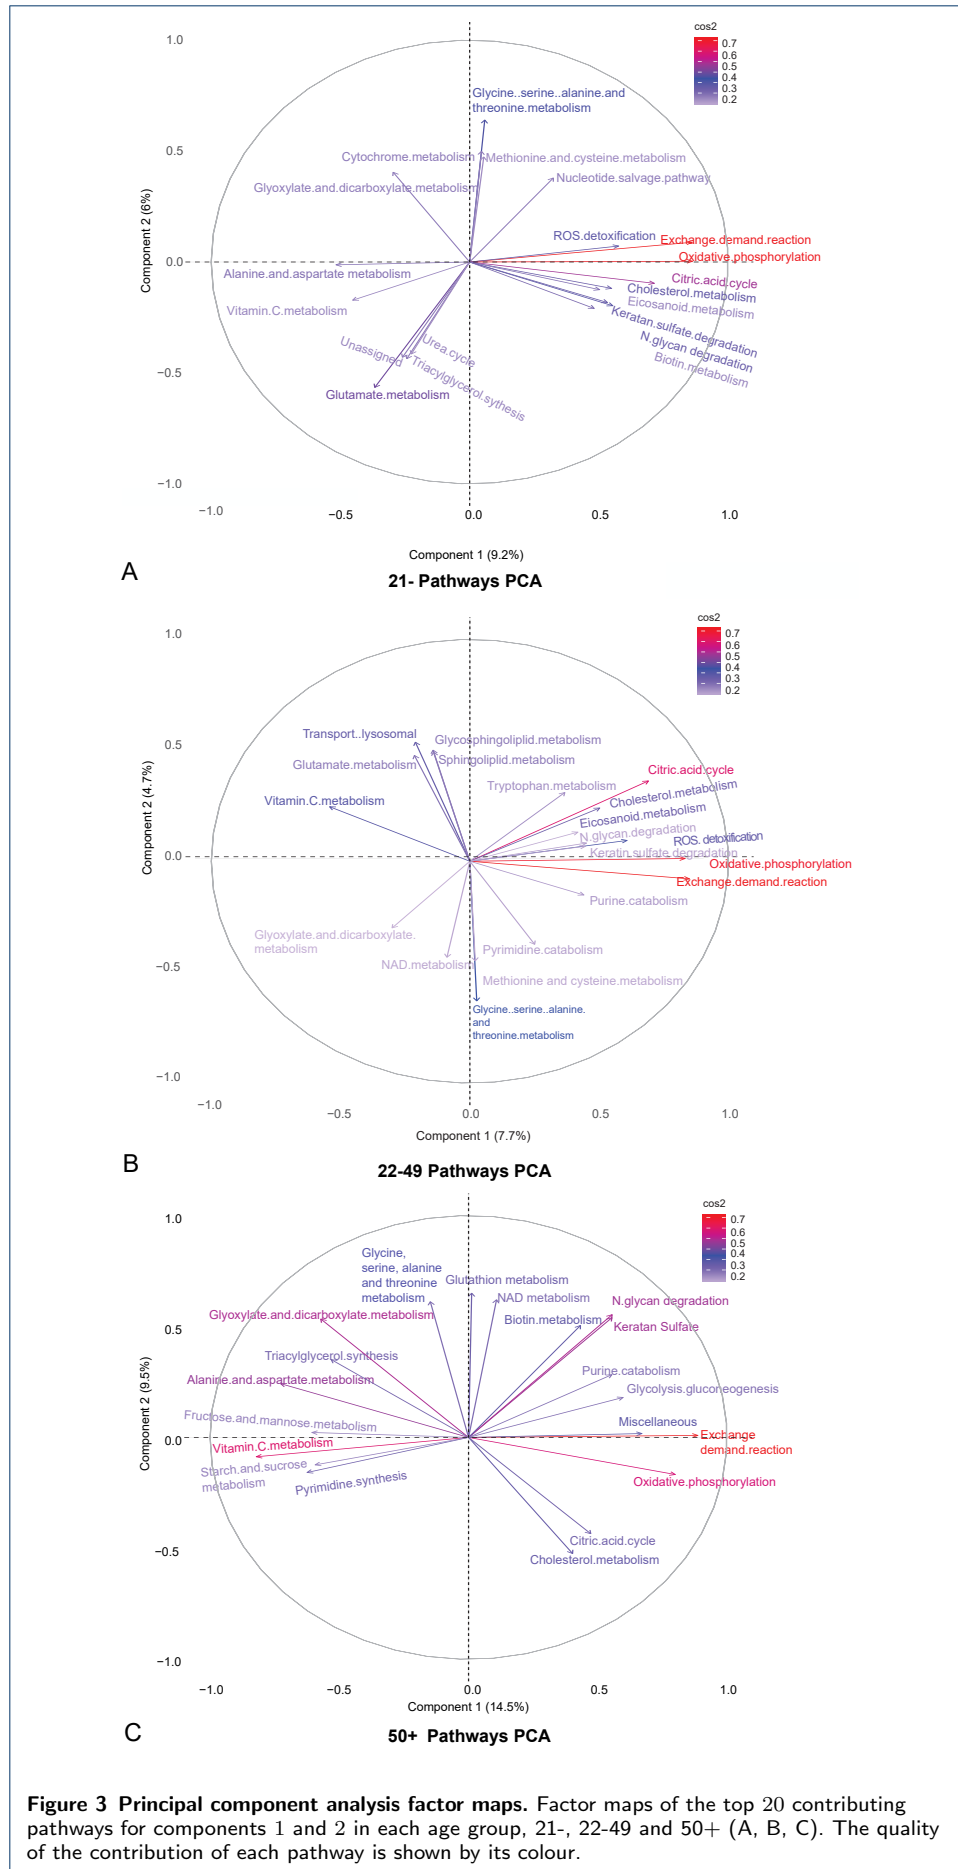 cos2
1.0
0.7
0.6
0.5
0.4
0.3
0.2
Glycine..serine..alanine.and
threonine.metabolism
0.5
Cytochrome.metabolism
Methionine.and.cysteine.metabolism
Nucleotide.salvage.pathway
Glyoxylate.and.dicarboxylate.metabolism
Component 2 (6%)
ROS.detoxification
Exchange.demand.reaction
0.0
Oxidative.phosphorylation
Alanine.and.aspartate metabolism
Citric.acid.cycle
Cholesterol.metabolism
Eicosanoid.metabolism
Vitamin.C.metabolism
Keratan.sulfate.degradation
N.glycan degradation
Biotin.metabolism
Urea.cycle
Unassigned
Triacylglycerol.sythesis
−0.5
Glutamate.metabolism
−1.0
−1.0
−0.5
0.0
0.5
1.0
Component 1 (9.2%)
A
21- Pathways PCA
cos2
1.0
0.7
0.6
0.5
0.4
0.3
0.2
Transport..lysosomal
Glycosphingoliplid.metabolism
0.5
Sphingoliplid.metabolism
Glutamate.metabolism
Citric.acid.cycle
Tryptophan.metabolism
Cholesterol.metabolism
Vitamin.C.metabolism
Eicosanoid.metabolism
Component 2 (4.7%)
N.glycan.degradation
ROS. detoxification
0.0
Keratin.sulfate.degradation
Oxidative.phosphorylation
Exchange.demand.reaction
Purine.catabolism
Glyoxylate.and.dicarboxylate.
metabolism
Pyrimidine.catabolism
NAD.metabolism
−0.5
Methionine and cysteine.metabolism
Glycine..serine..alanine.
and
threonine.metabolism
−1.0
−1.0
−0.5
0.0
0.5
1.0
Component 1 (7.7%)
B
22-49 Pathways PCA
cos2
1.0
0.7
0.6
0.5
0.4
0.3
0.2
Glycine,
serine, alanine
and threonine
metabolism
Glutathion metabolism
NAD metabolism
N.glycan degradation
Glyoxylate.and.dicarboxylate.metabolism
Biotin.metabolism
Keratan Sulfate
0.5
Triacylglycerol.synthesis
Purine.catabolism
Alanine.and.aspartate.metabolism
Glycolysis.gluconeogenesis
Component 2 (9.5%)
Fructose.and.mannose.metabolism
Miscellaneous
Exchange
demand.reaction
0.0
Vitamin.C.metabolism
Starch.and.sucrose
metabolism
Pyrimidine.synthesis
Oxidative.phosphorylation
−0.5
Citric.acid.cycle
Cholesterol.metabolism
−1.0
−1.0
−0.5
0.0
0.5
1.0
Component 1 (14.5%)
C
50+ Pathways PCA
Figure 3 Principal component analysis factor maps. Factor maps of the top 20 contributing
pathways for components 1 and 2 in each age group, 21-, 22-49 and 50+ (A, B, C). The quality
of the contribution of each pathway is shown by its colour.